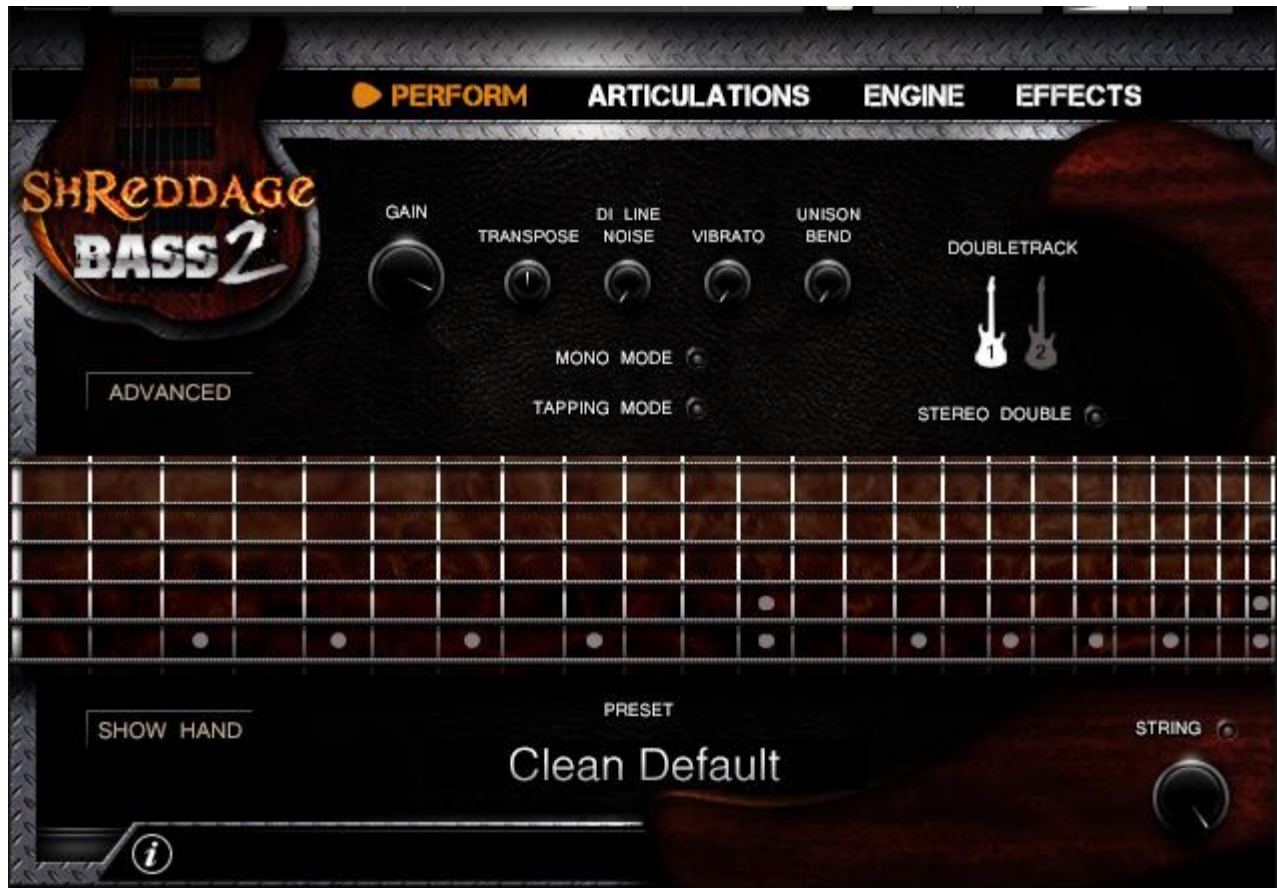 PERFORM ARTICULATIONS ENGINE EFFECTS
SHREDDAGE
BASS 2
GAIN
TRANSPOSE
DI LINE
NOISE
VIBRATO
UNISON
BEND
DOUBLETRACK
1 2
MONO MODE
TAPPING MODE
STEREO DOUBLE
ADVANCED
SHOW HAND
PRESET
Clean Default
STRING
i